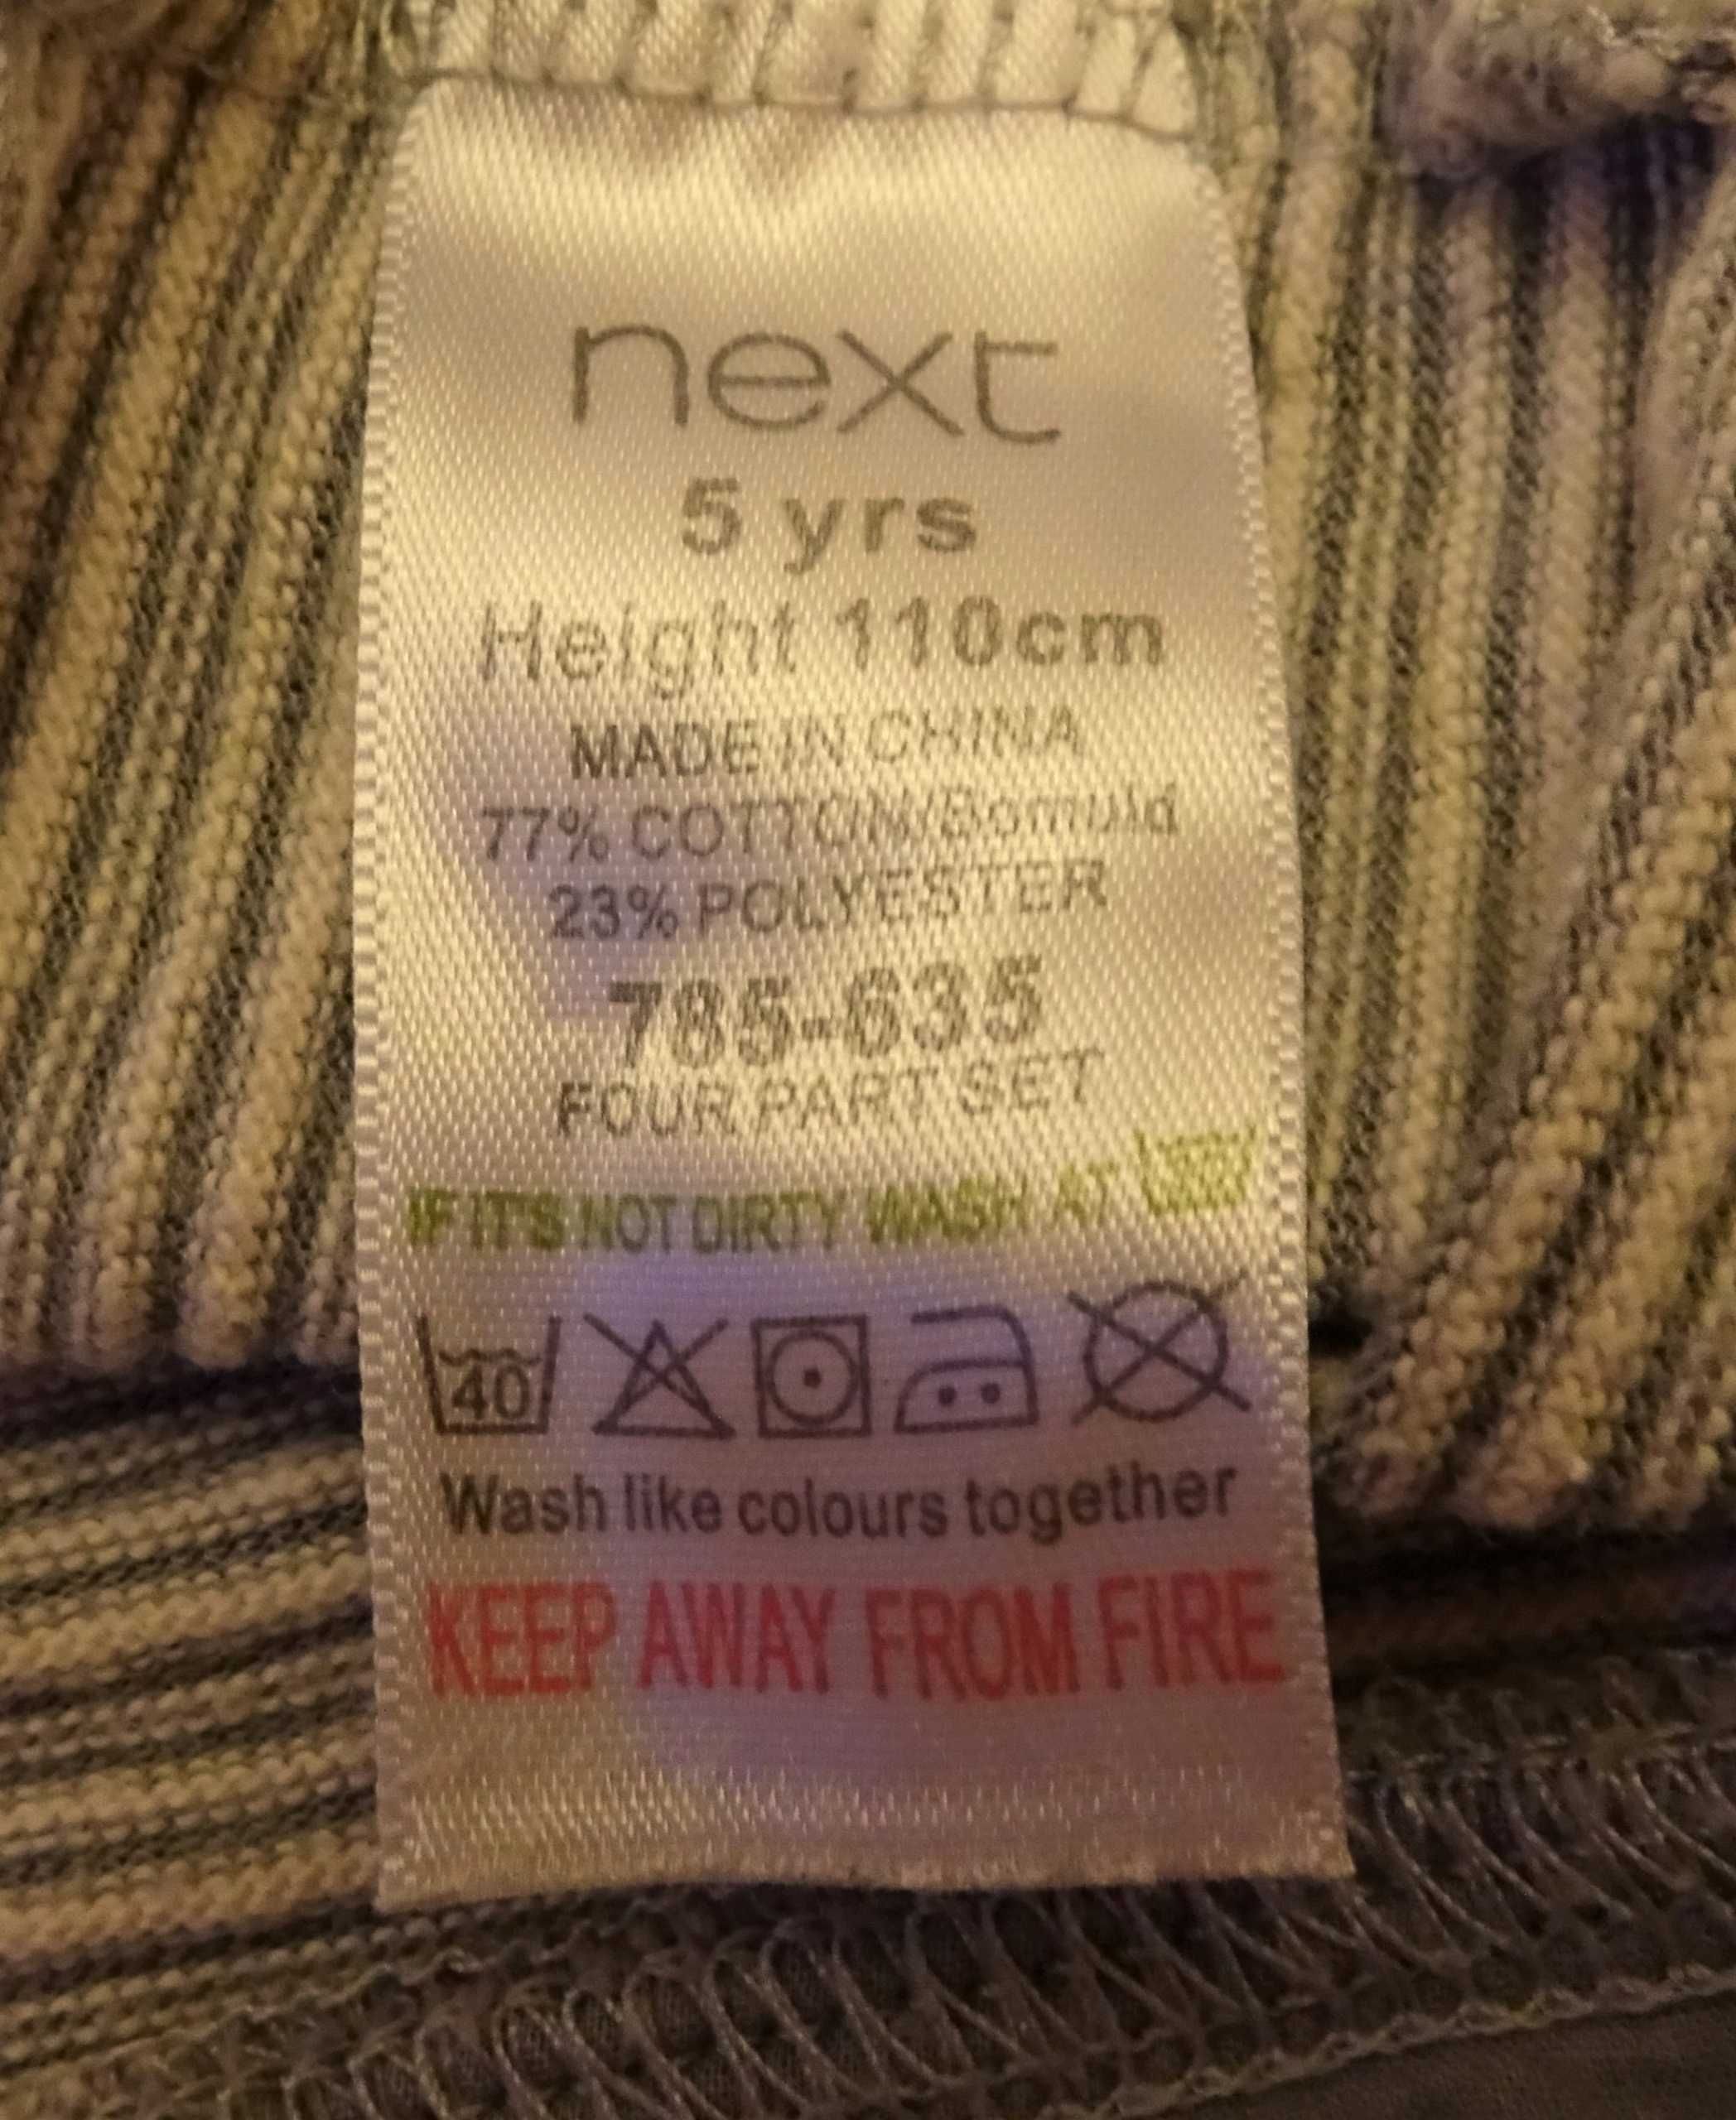 next
5 yrs
Height 110cm
MADE IN CHINA
77% COTTON/Bomuld
23% POLYESTER
785-635
FOUR PART SET
IF IT'S NOT DIRTY WASH AT
40
Wash like colours together
KEEP AWAY FROM FIRE